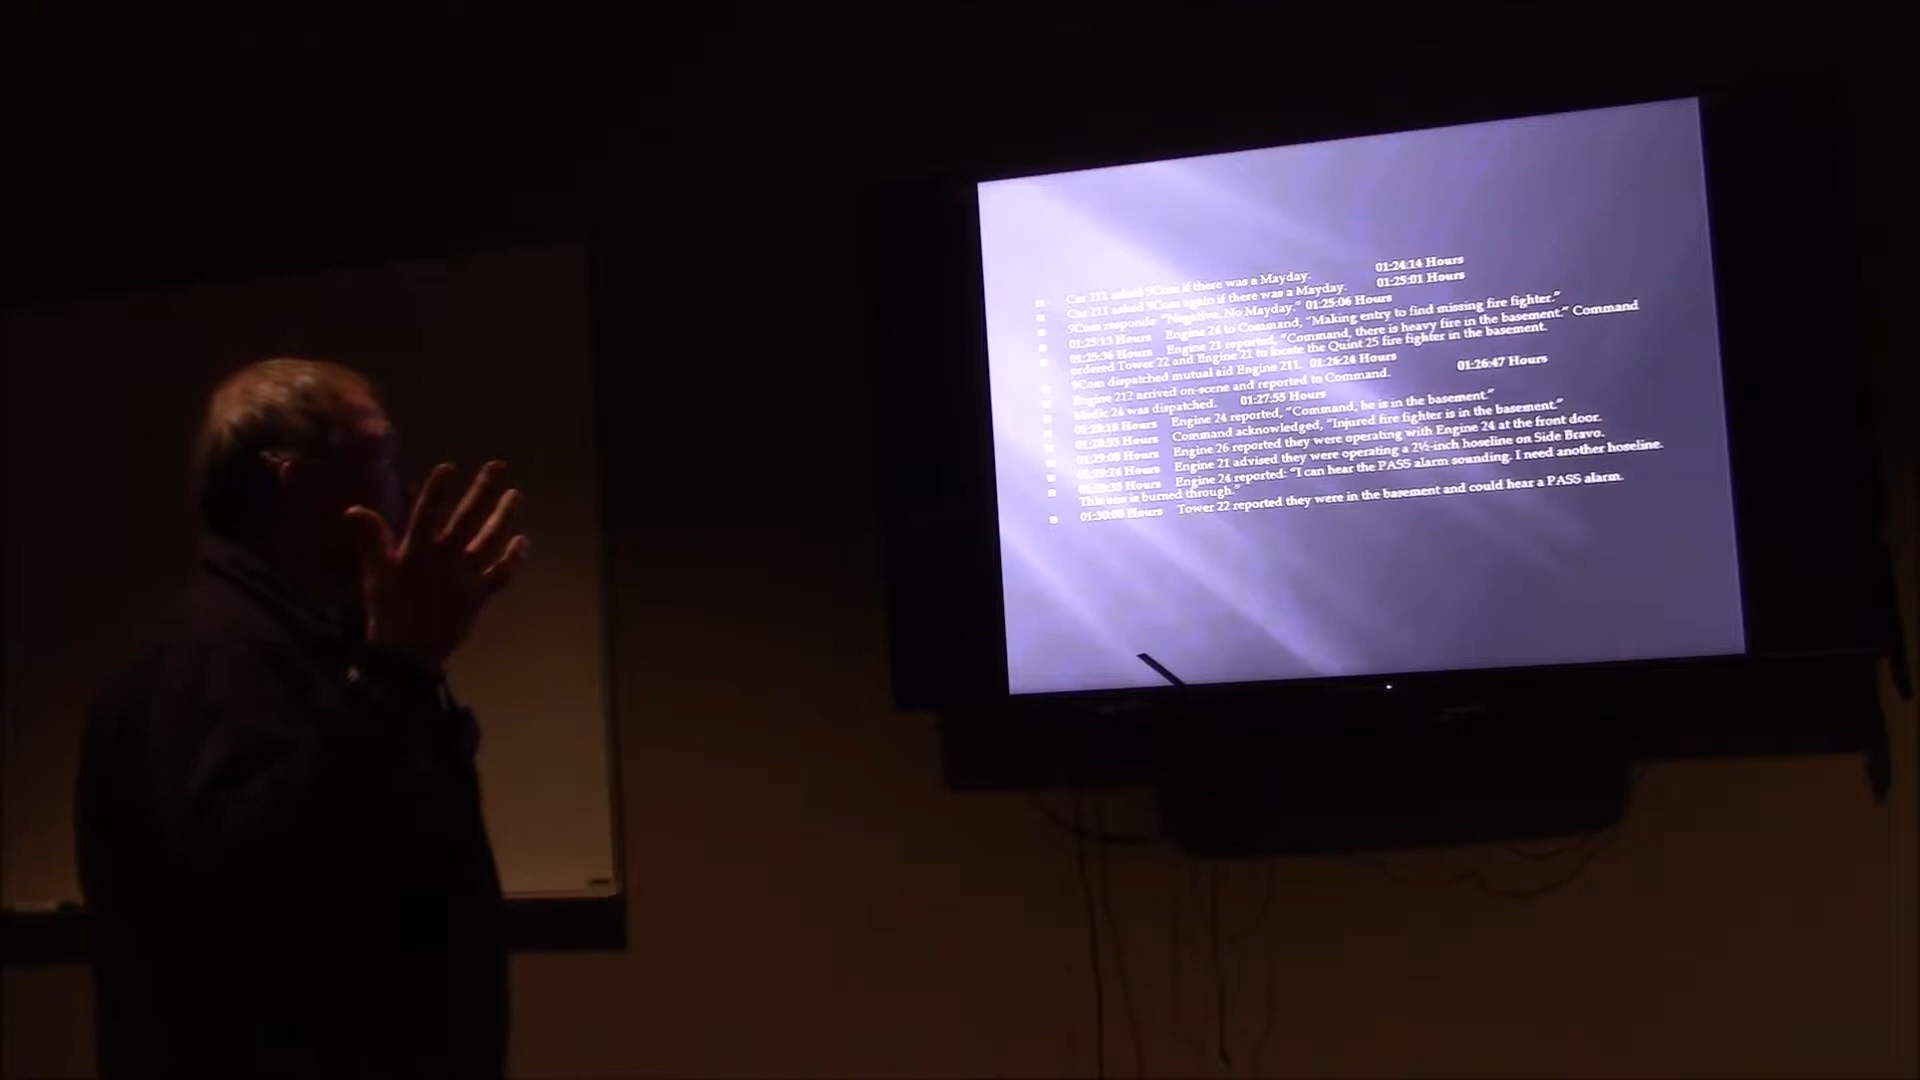 Car 211 asked 9Com if there was a Mayday. 01:24:14 Hours
Car 211 asked 9Com again if there was a Mayday. 01:25:01 Hours
9Com responds: "Negative. No Mayday." 01:25:06 Hours
01:25:13 Hours Engine 24 to Command, "Making entry to find missing fire fighter."
01:25:36 Hours Engine 21 reported, "Command, there is heavy fire in the basement." Command
ordered Tower 22 and Engine 21 to locate the Quint 25 fire fighter in the basement.
9Com dispatched mutual aid Engine 211. 01:26:24 Hours
Engine 212 arrived on-scene and reported to Command. 01:26:47 Hours
Medic 24 was dispatched. 01:27:55 Hours
01:28:18 Hours Engine 24 reported, "Command, he is in the basement."
01:28:55 Hours Command acknowledged, "Injured fire fighter is in the basement."
01:29:08 Hours Engine 26 reported they were operating with Engine 24 at the front door.
01:29:24 Hours Engine 21 advised they were operating a 2½-inch hoseline on Side Bravo.
Hours Engine 24 reported: "I can hear the PASS alarm sounding. I need another hoseline.
This one is burned through."
01:30:08 Hours Tower 22 reported they were in the basement and could hear a PASS alarm.